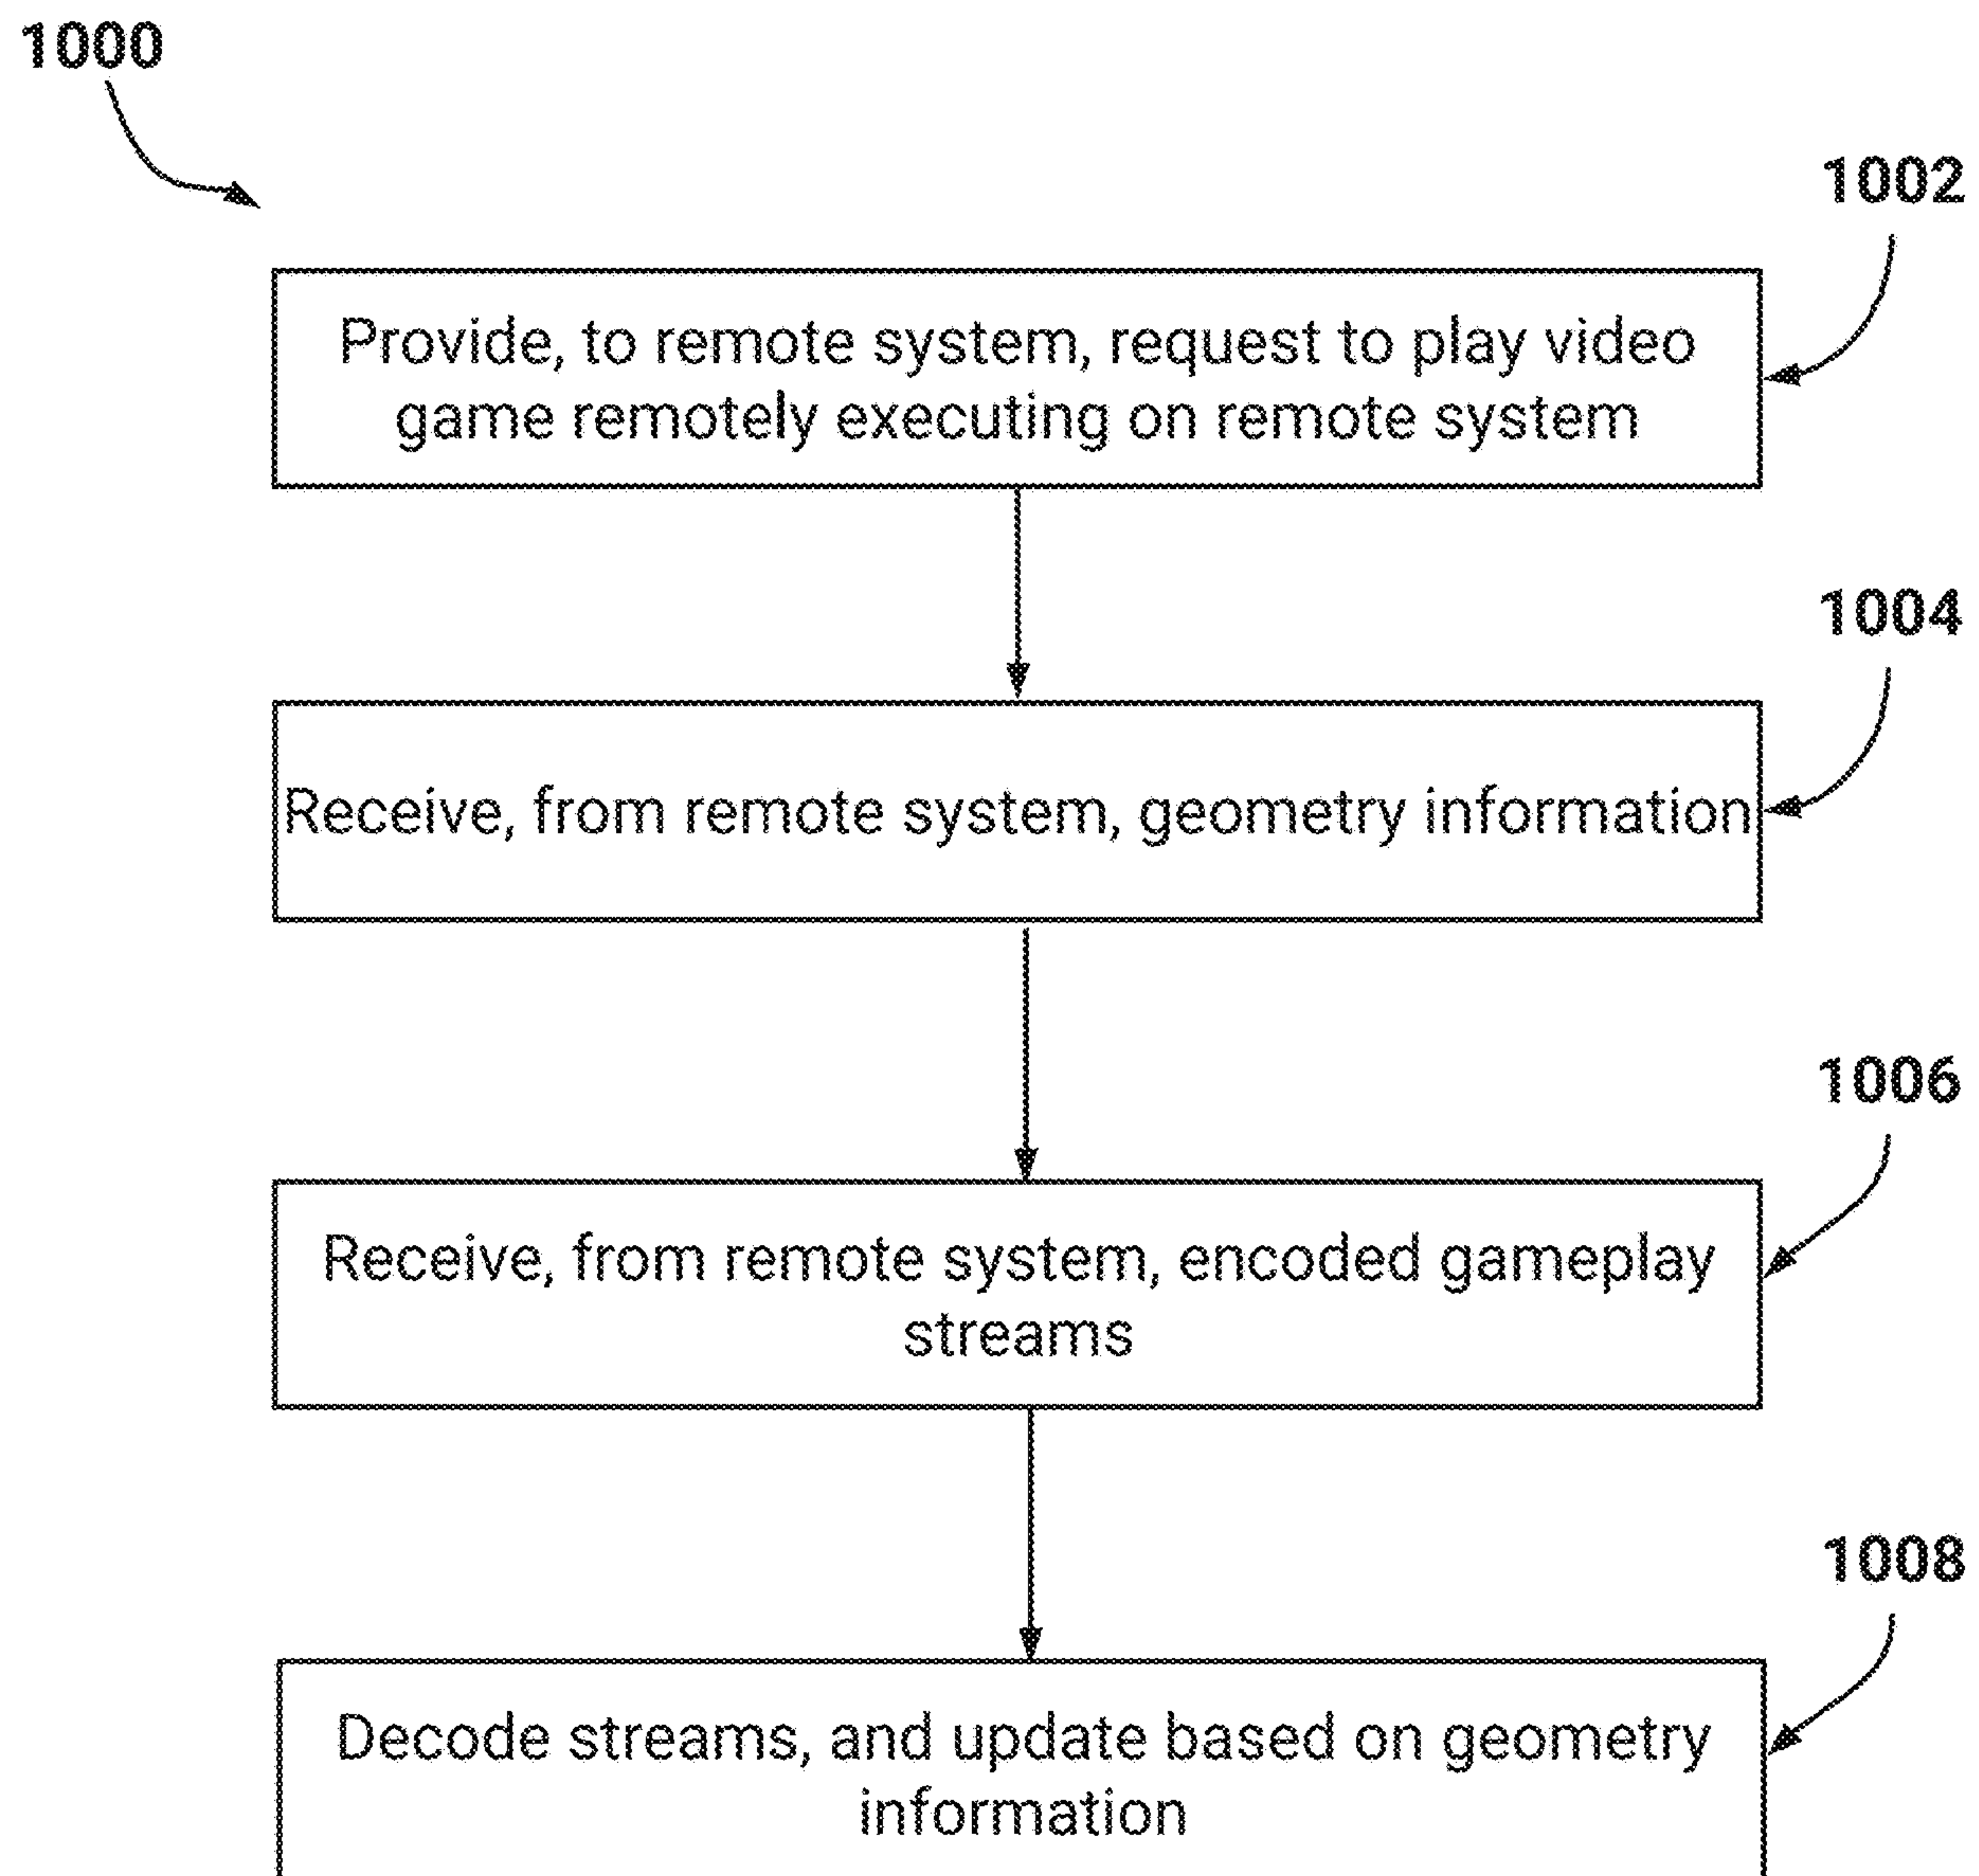 1000
1002
Provide, to remote system, request to play video
game remotely executing on remote system
1004
Receive, from remote system, geometry information
1006
Receive, from remote system, encoded gameplay
streams
1008
Decode streams, and update based on geometry
information